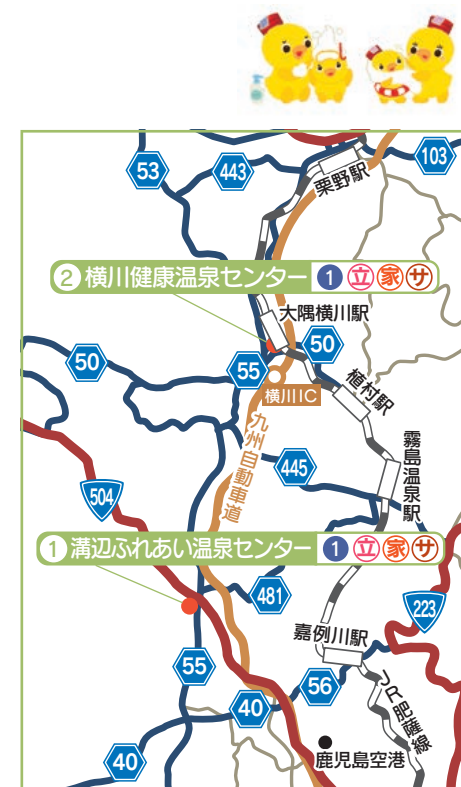 53
443
103
栗野駅
② 横川健康温泉センター 1 立 家 サ
大隅横川駅
50
50
55
横川IC
植村駅
九州自動車道
445
霧島温泉駅
504
① 溝辺ふれあい温泉センター 1 立 家 サ
481
223
嘉例川駅
55
56
40
JR肥薩線
鹿児島空港
40